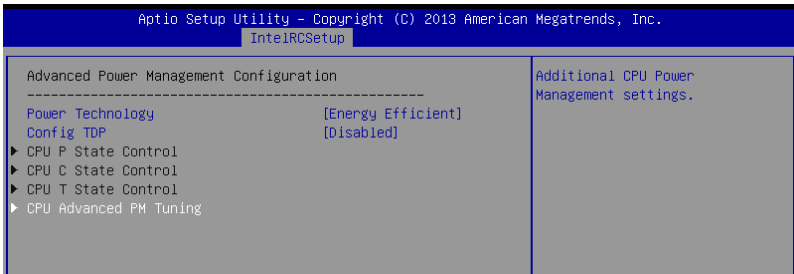 Aptio Setup Utility – Copyright (C) 2013 American Megatrends, Inc.
IntelRCSetup
Advanced Power Management Configuration
--------------------------------------------------
Power Technology [Energy Efficient]
Config TDP [Disabled]
CPU P State Control
CPU C State Control
CPU T State Control
CPU Advanced PM Tuning
Additional CPU Power
Management settings.